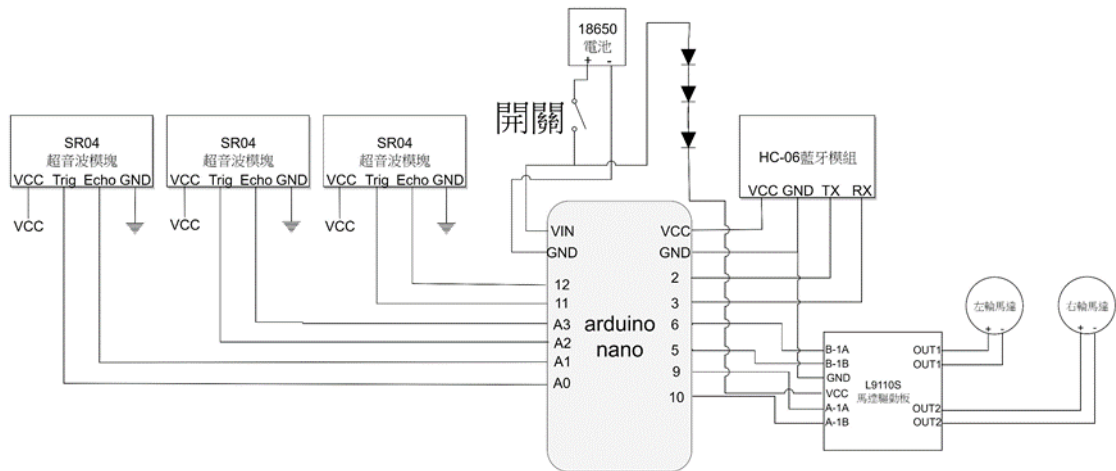 18650
電池
+ -
開關
SR04
超音波模塊
VCC Trig Echo GND
VCC
SR04
超音波模塊
VCC Trig Echo GND
VCC
SR04
超音波模塊
VCC Trig Echo GND
VCC
HC-06藍牙模組
VCC GND TX RX
arduino
nano
VIN
GND
12
11
A3
A2
A1
A0
VCC
GND
2
3
6
5
9
10
L9110S
馬達驅動板
B-1A
B-1B
GND
VCC
A-1A
A-1B
OUT1
OUT1
OUT2
OUT2
左輪馬達
+ -
右輪馬達
+ -